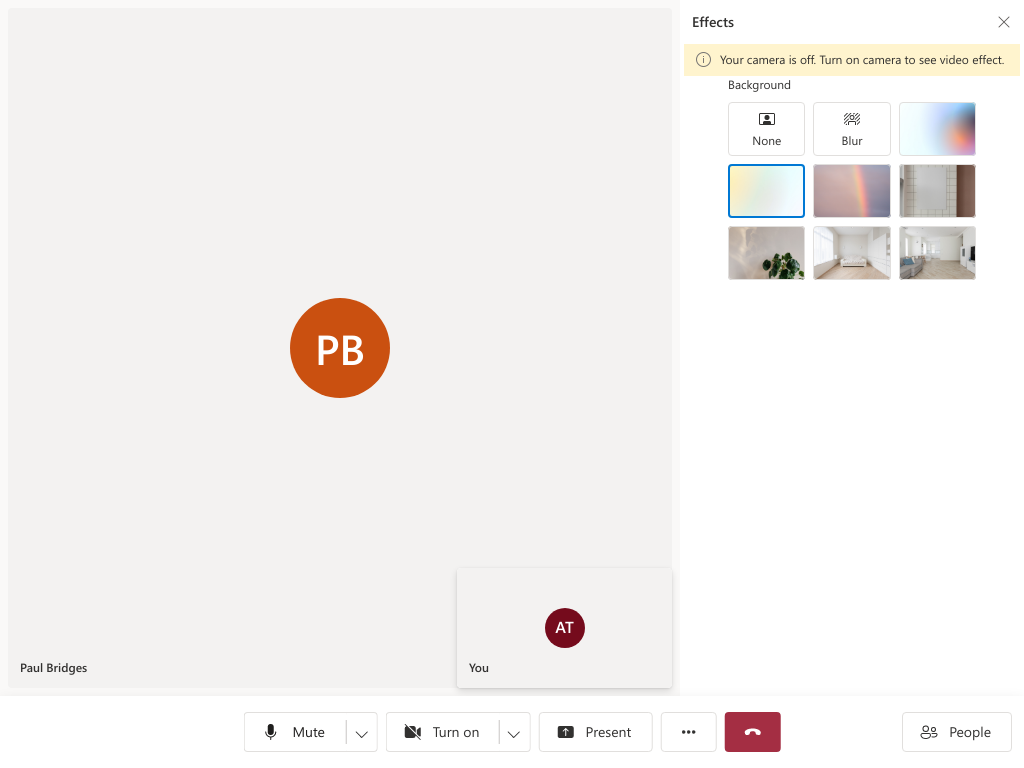 Effects
Your camera is off. Turn on camera to see video effect.
Background
None
Blur
PB
AT
Paul Bridges
You
Mute
Turn on
Present
People